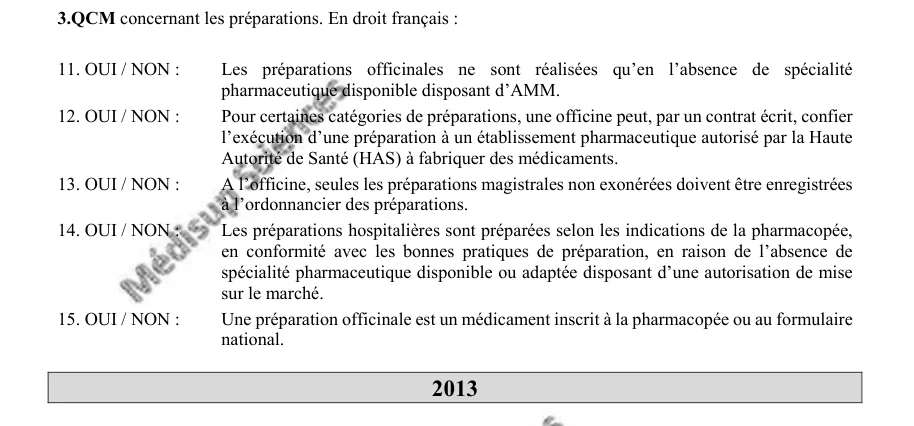 3.QCM concernant les préparations. En droit français :
11. OUI / NON : Les préparations officinales ne sont réalisées qu'en l'absence de spécialité
pharmaceutique disponible disposant d'AMM.
12. OUI / NON : Pour certaines catégories de préparations, une officine peut, par un contrat écrit, confier
l'exécution d'une préparation à un établissement pharmaceutique autorisé par la Haute
Autorité de Santé (HAS) à fabriquer des médicaments.
13. OUI / NON : A l'officine, seules les préparations magistrales non exonérées doivent être enregistrées
à l'ordonnancier des préparations.
14. OUI / NON : Les préparations hospitalières sont préparées selon les indications de la pharmacopée,
en conformité avec les bonnes pratiques de préparation, en raison de l'absence de
spécialité pharmaceutique disponible ou adaptée disposant d'une autorisation de mise
sur le marché.
15. OUI / NON : Une préparation officinale est un médicament inscrit à la pharmacopée ou au formulaire
national.
Médisup Sciences
2013